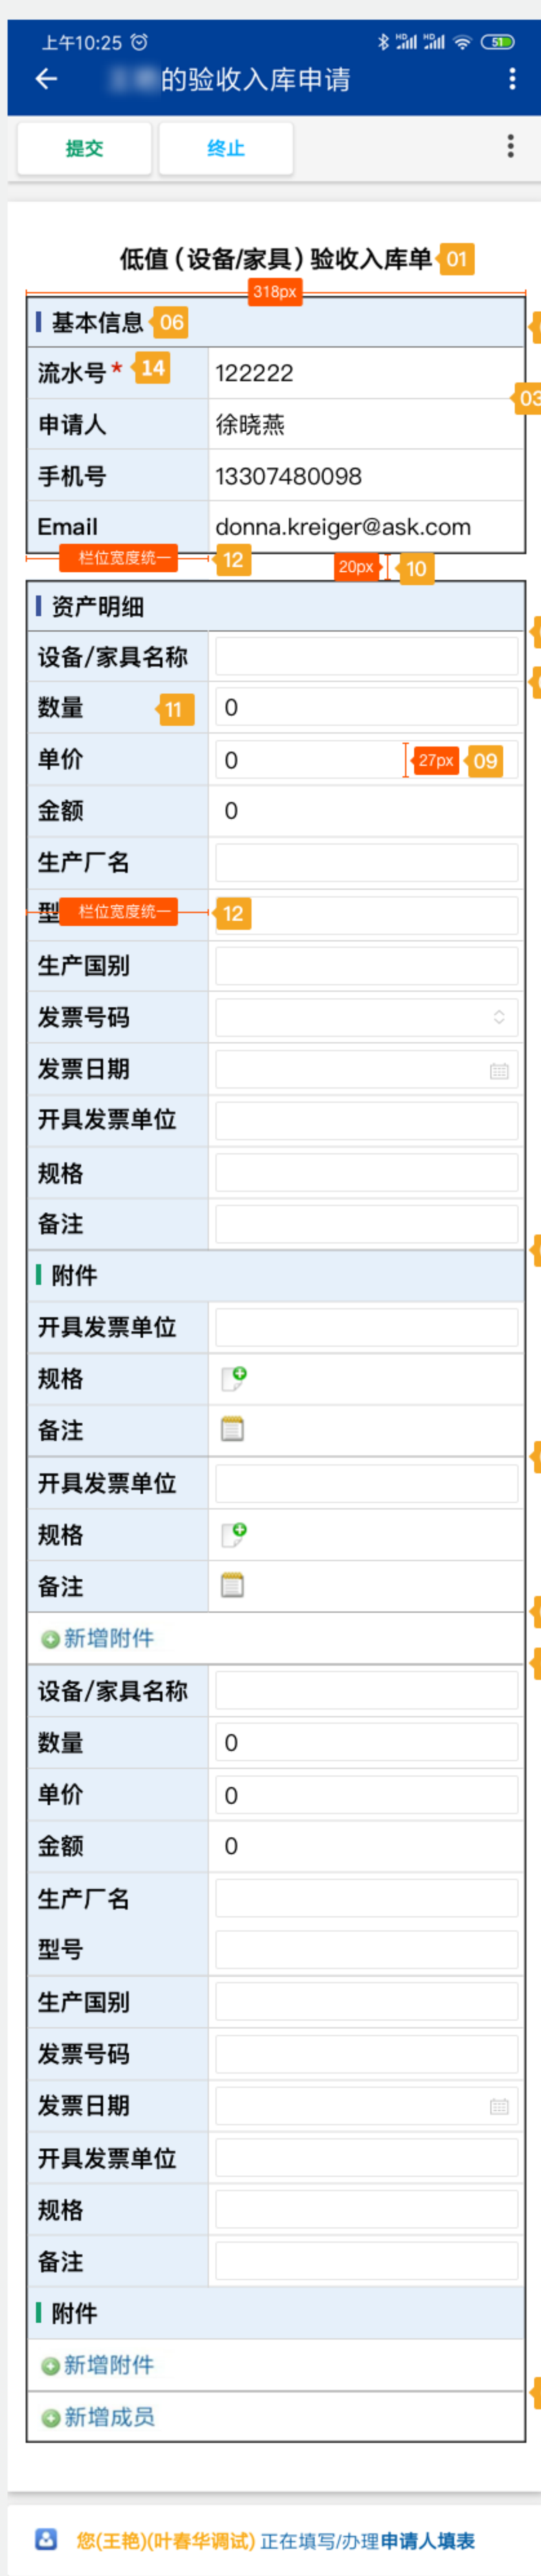 上午10:25
51
的验收入库申请
提交 终止
低值(设备/家具)验收入库单 01
318px
基本信息 06
流水号* 14 122222
03
申请人 徐晓燕
手机号 13307480098
Email donna.kreiger@ask.com
栏位宽度统一 12 20px 10
资产明细
设备/家具名称
数量 11 0
单价 0 27px 09
金额 0
生产厂名
型 栏位宽度统一 12
生产国别
发票号码
发票日期
开具发票单位
规格
备注
附件
开具发票单位
规格
备注
开具发票单位
规格
备注
新增附件
设备/家具名称
数量 0
单价 0
金额 0
生产厂名
型号
生产国别
发票号码
发票日期
开具发票单位
规格
备注
附件
新增附件
新增成员
您(王艳)(叶春华调试) 正在填写/办理申请人填表